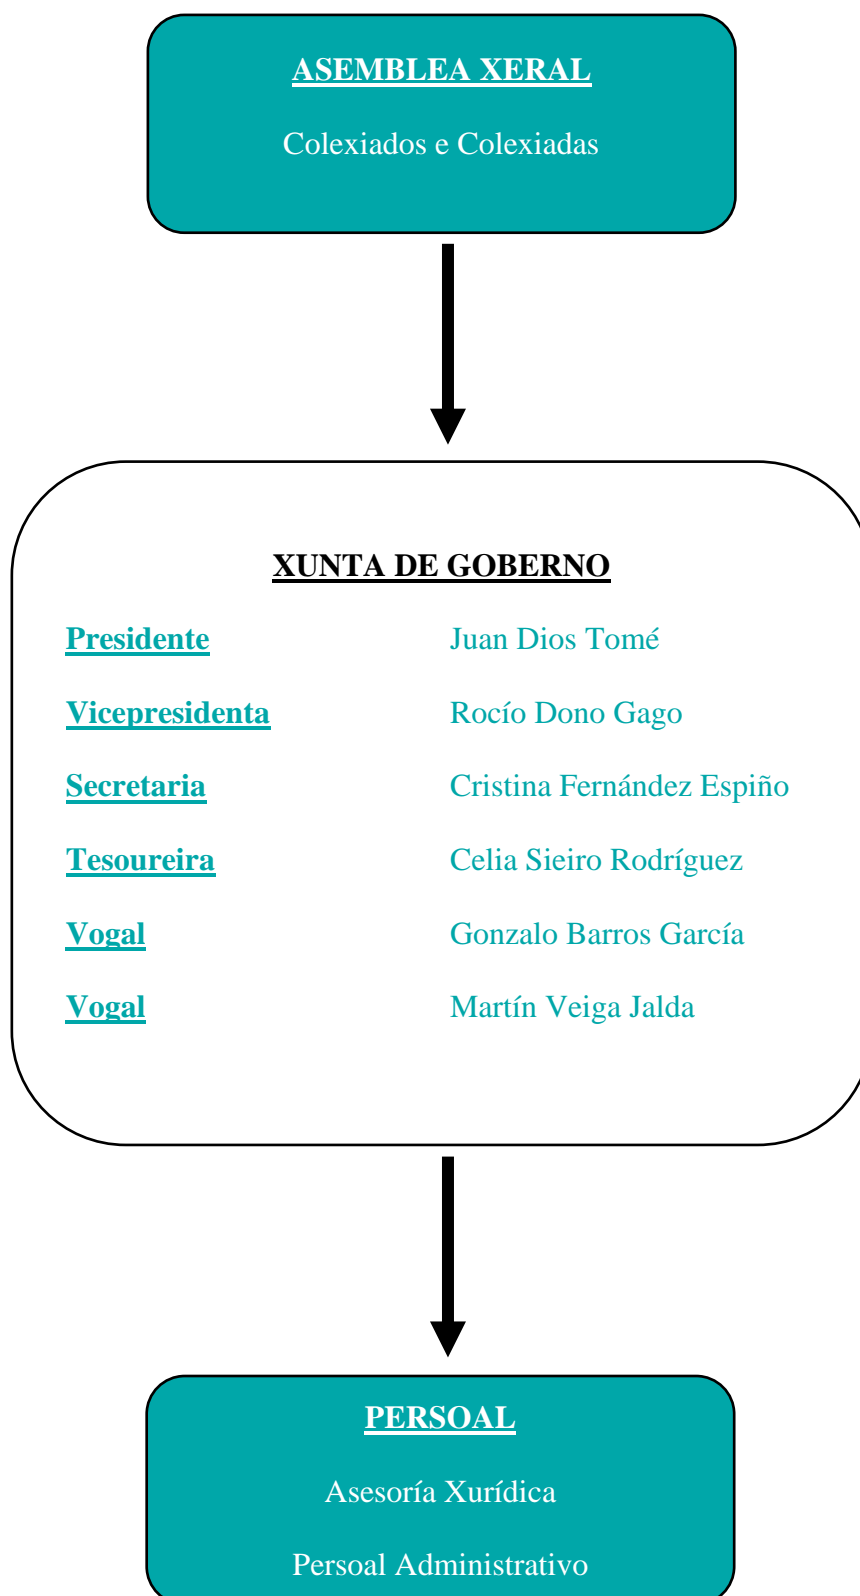 ASEMBLEA XERAL
Colexiados e Colexiadas
XUNTA DE GOBERNO
Presidente Juan Dios Tomé
Vicepresidenta Rocío Dono Gago
Secretaria Cristina Fernández Espiño
Tesoureira Celia Sieiro Rodríguez
Vogal Gonzalo Barros García
Vogal Martín Veiga Jalda
PERSOAL
Asesoría Xurídica
Persoal Administrativo